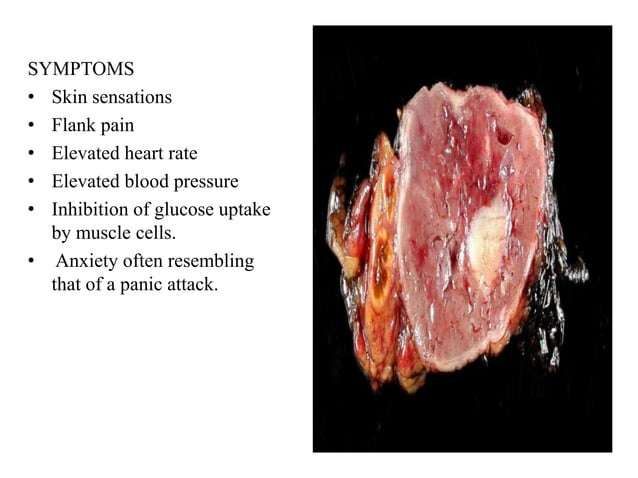 SYMPTOMS
• Skin sensations
• Flank pain
• Elevated heart rate
• Elevated blood pressure
• Inhibition of glucose uptake
by muscle cells.
• Anxiety often resembling
that of a panic attack.